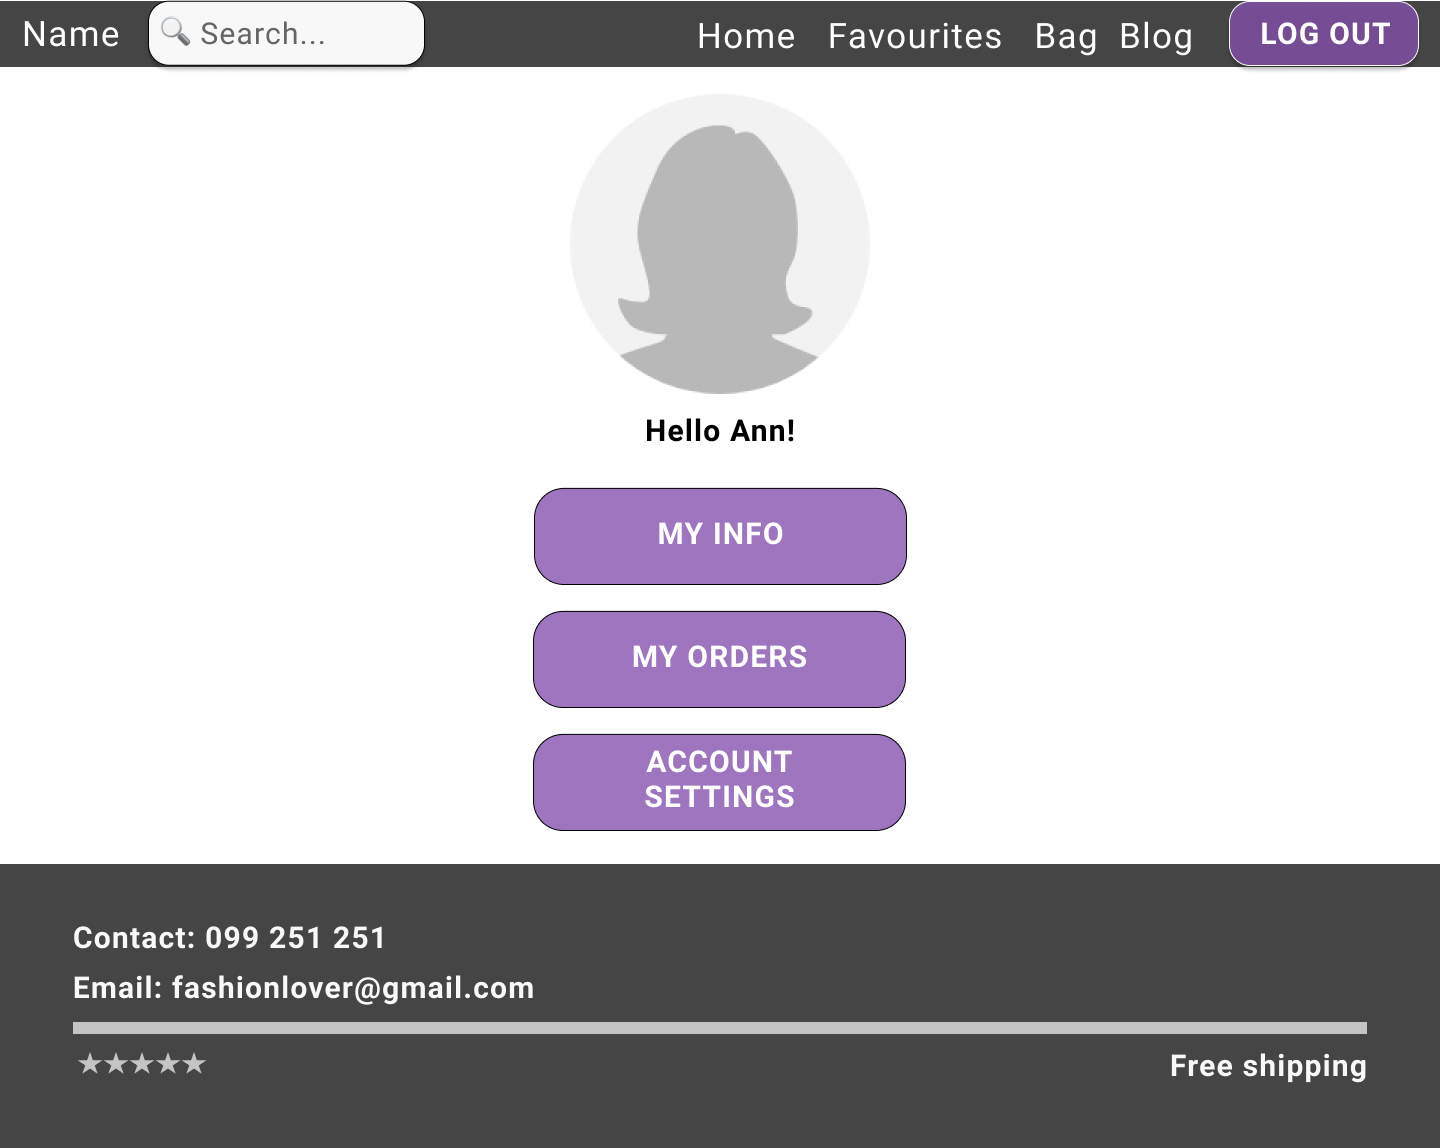 Name
🔍 Search...
Home Favourites Bag Blog
LOG OUT
Hello Ann!
MY INFO
MY ORDERS
ACCOUNT
SETTINGS
Contact: 099 251 251
Email: fashionlover@gmail.com
★★★★★
Free shipping